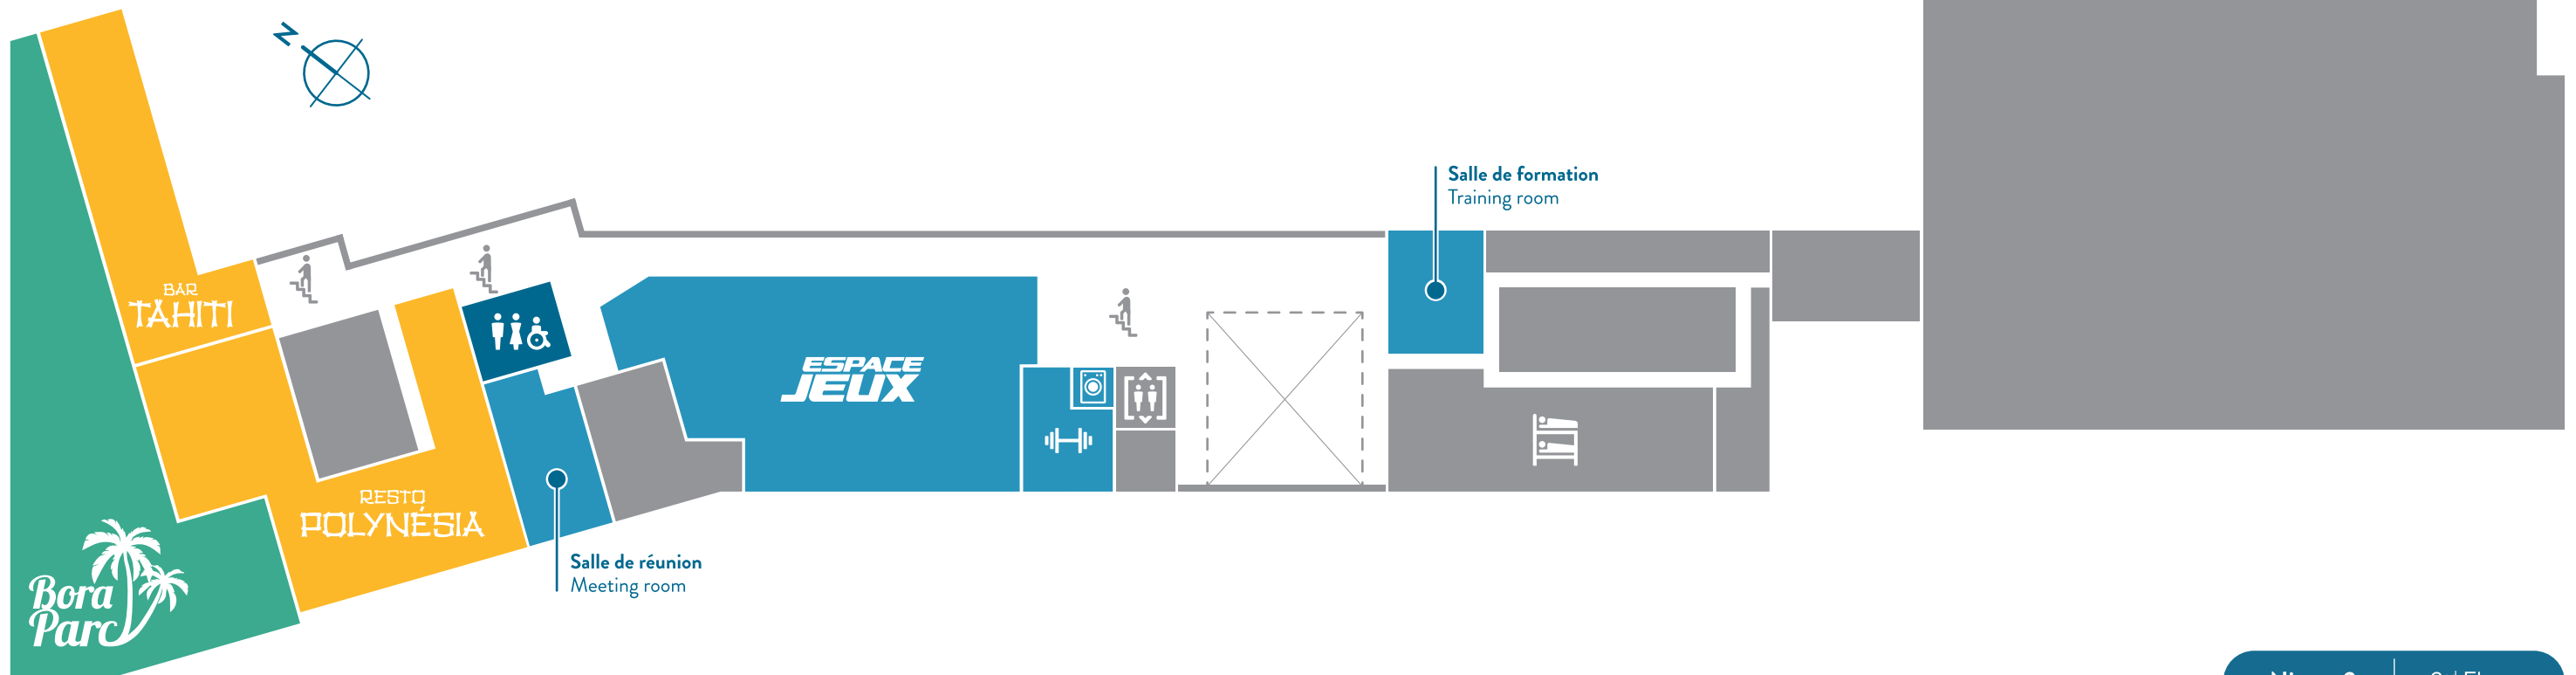 N
Salle de formation
Training room
BAR
TAHITI
ESPACE
JEUX
RESTO
POLYNÉSIA
Salle de réunion
Meeting room
Bora
Parc